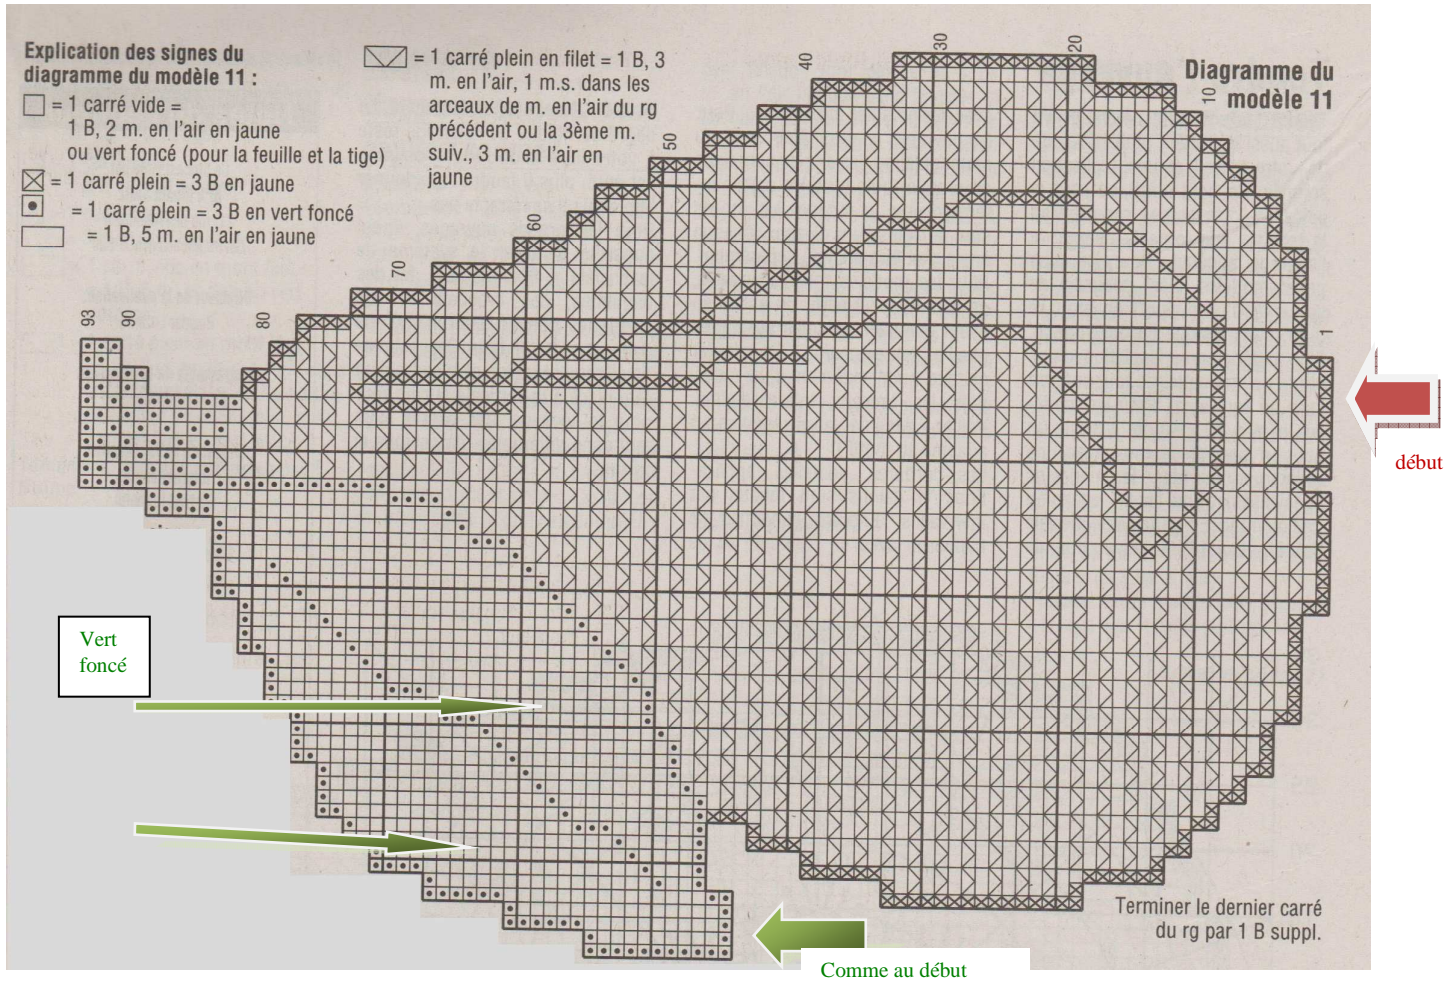 Explication des signes du
diagramme du modèle 11 :
= 1 carré vide =
1 B, 2 m. en l'air en jaune
ou vert foncé (pour la feuille et la tige)
= 1 carré plein = 3 B en jaune
= 1 carré plein = 3 B en vert foncé
= 1 B, 5 m. en l'air en jaune
= 1 carré plein en filet = 1 B, 3
m. en l'air, 1 m.s. dans les
arceaux de m. en l'air du rg
précédent ou la 3ème m.
suiv., 3 m. en l'air en
jaune
Diagramme du
modèle 11
93
90
80
70
60
50
40
30
20
10
1
début
Vert
foncé
Terminer le dernier carré
du rg par 1 B suppl.
Comme au début